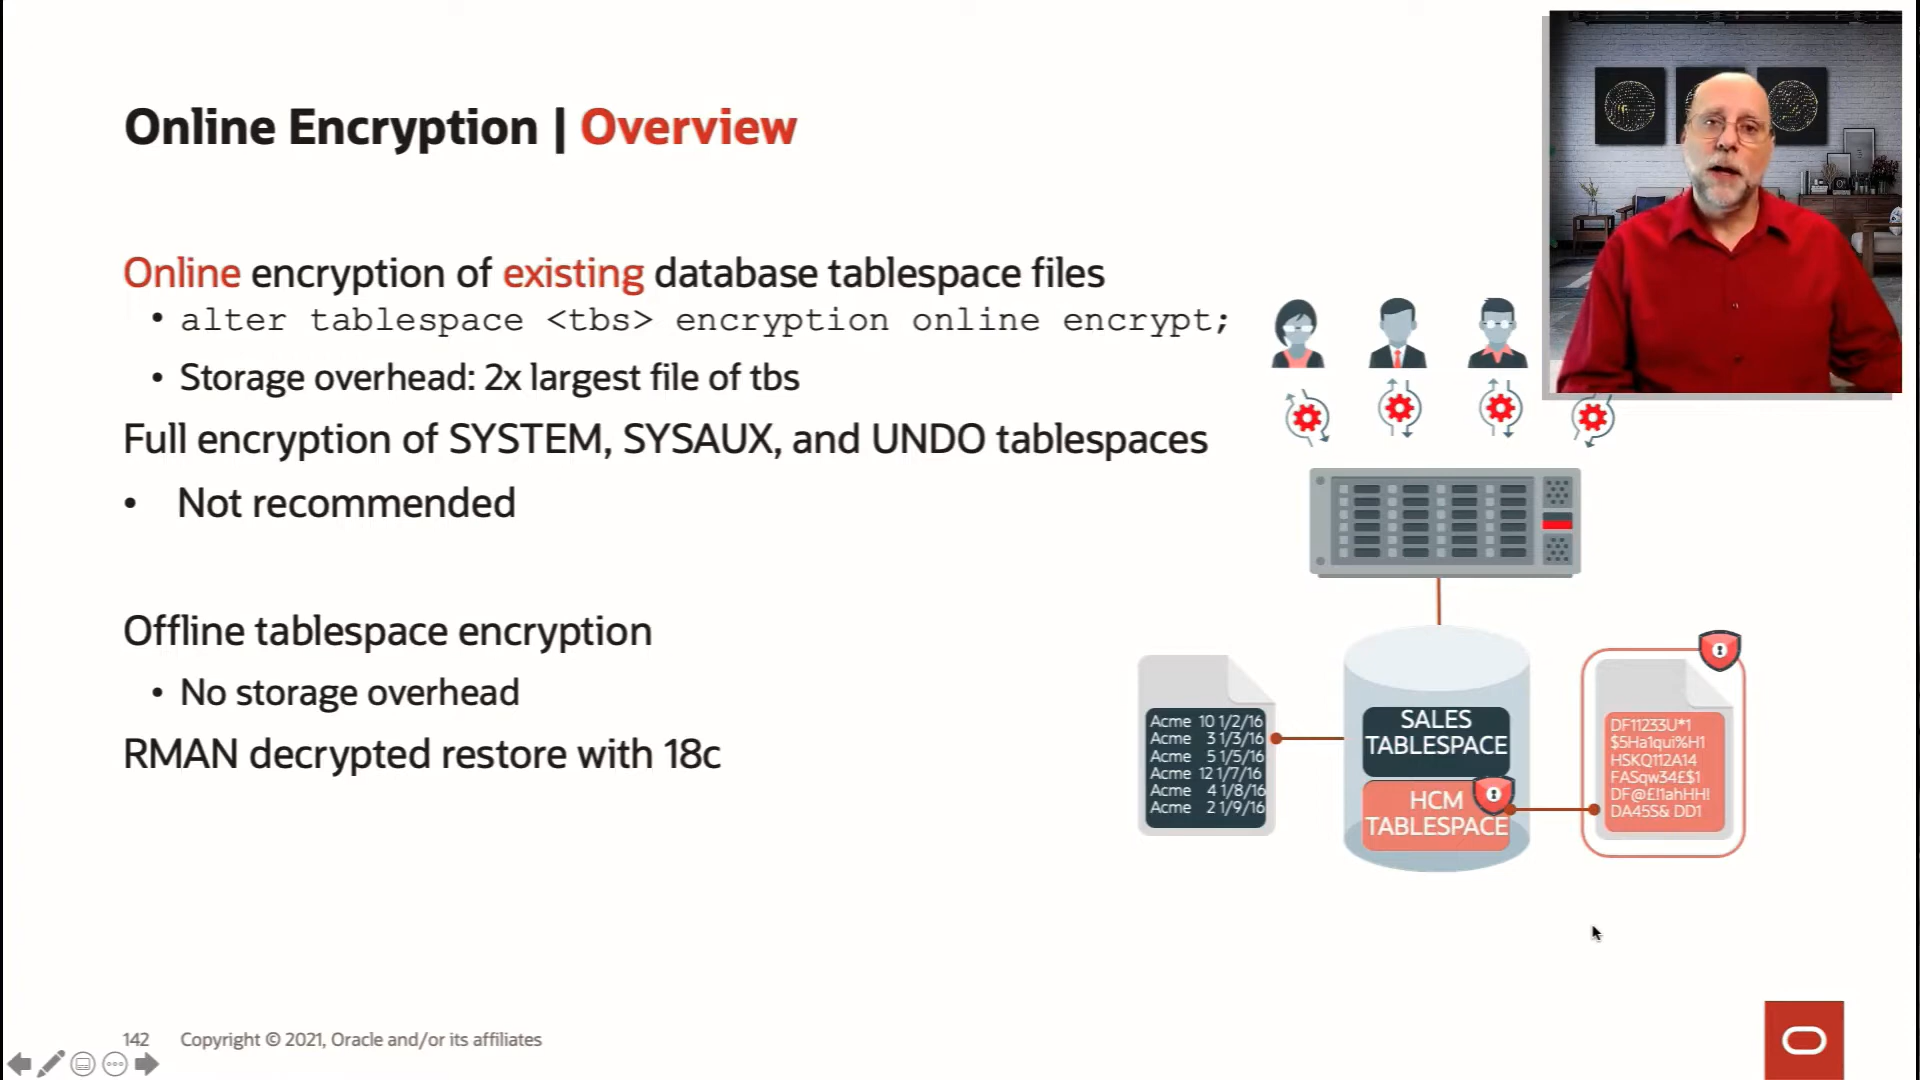 Online Encryption | Overview
Online encryption of existing database tablespace files
• alter tablespace <tbs> encryption online encrypt;
• Storage overhead: 2x largest file of tbs
Full encryption of SYSTEM, SYSAUX, and UNDO tablespaces
• Not recommended
Offline tablespace encryption
• No storage overhead
RMAN decrypted restore with 18c
Acme 10 1/2/16
Acme 3 1/3/16
Acme 5 1/5/16
Acme 12 1/7/16
Acme 4 1/8/16
Acme 2 1/9/16
SALES
TABLESPACE
HCM
TABLESPACE
DF11233U*1
$5Ha1qui%H1
HSKQ112A14
FASqw34£$1
DF@£!1ahHH!
DA45S& DD1
142 Copyright © 2021, Oracle and/or its affiliates